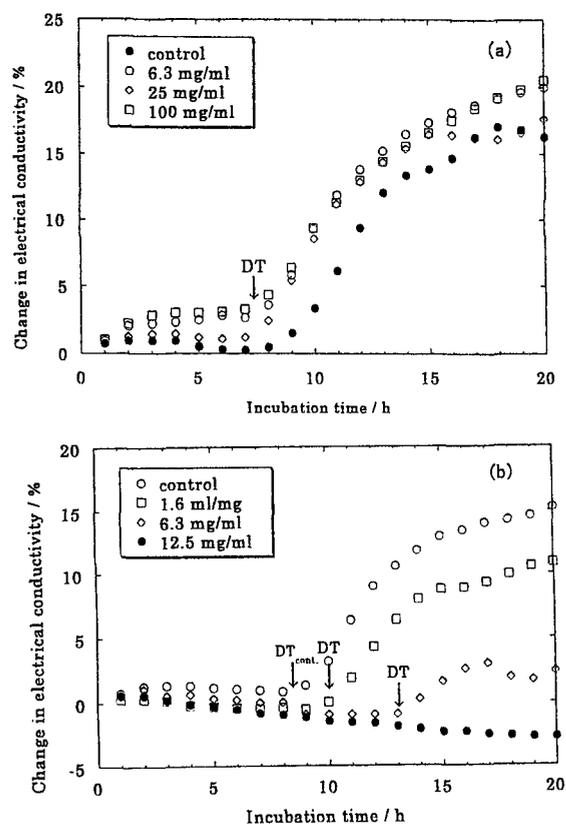 25
(a)
control
6.3 mg/ml
25 mg/ml
100 mg/ml
20
15
10
5
0
DT
Change in electrical conductivity / %
0 5 10 15 20
Incubation time / h
20
(b)
control
1.6 ml/mg
6.3 mg/ml
12.5 mg/ml
15
10
5
0
-5
DT cont. DT
DT
Change in electrical conductivity / %
0 5 10 15 20
Incubation time / h